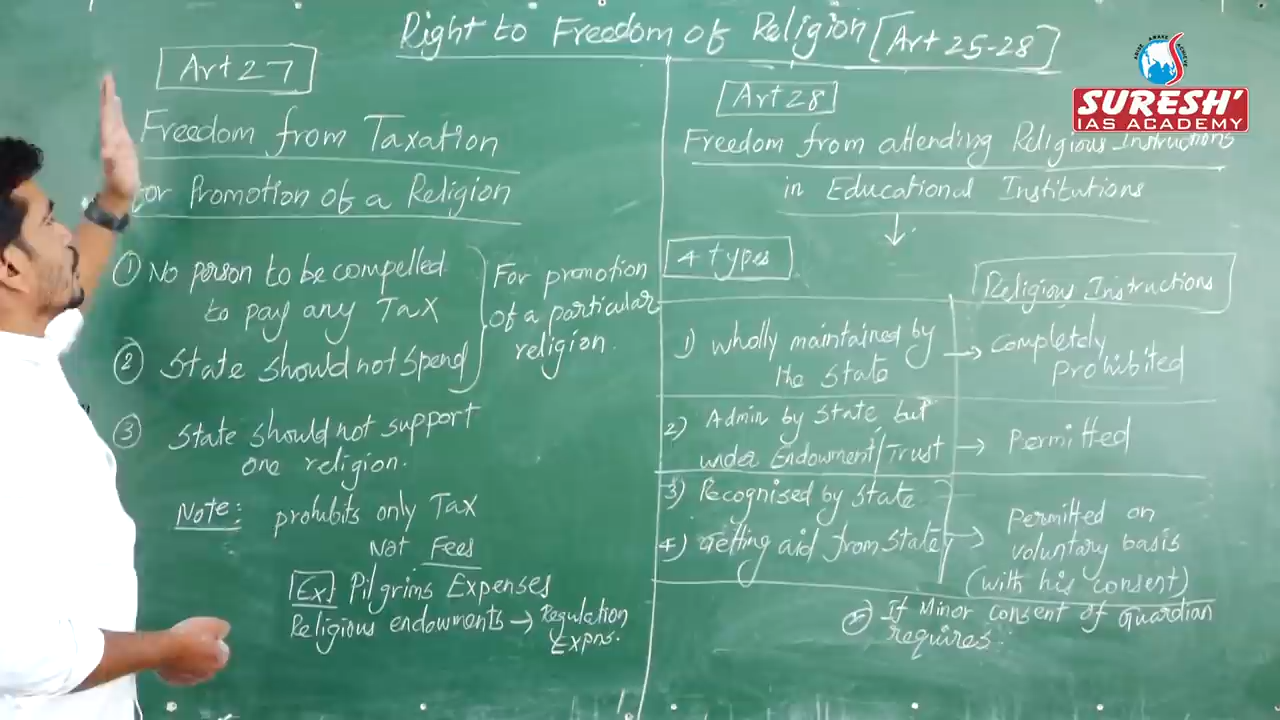 Right to Freedom of Religion [Art 25-28]
Art 27
Freedom from Taxation
for Promotion of a Religion
① No person to be compelled
to pay any Tax
② State should not spend
For promotion
of a particular
religion.
③ State should not support
one religion.
Note: prohibits only Tax
Not Fees
Ex Pilgrims Expenses
Religious endowments → Regulation
Expns.
Art 28
Freedom from attending Religious Instructions
in Educational Institutions
4 types
Religious Instructions
1) wholly maintained by
the State
→ completely
Prohibited
2) Admin by State but
under Endowment/Trust
→ Permitted
3) Recognised by State
4) Getting aid from State
→ Permitted on
voluntary basis
(with his consent)
If Minor consent of Guardian
requires.
ARISE AWAKE ACHIEVE
SURESH'
IAS ACADEMY